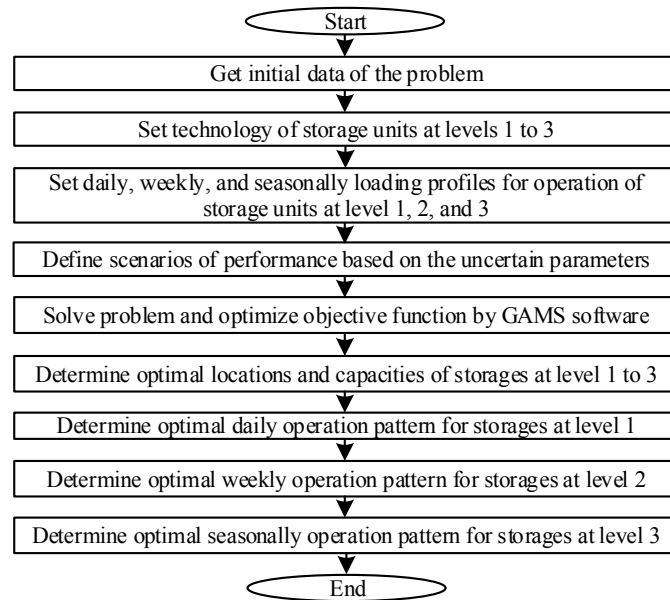 Start
Get initial data of the problem
Set technology of storage units at levels 1 to 3
Set daily, weekly, and seasonally loading profiles for operation of
storage units at level 1, 2, and 3
Define scenarios of performance based on the uncertain parameters
Solve problem and optimize objective function by GAMS software
Determine optimal locations and capacities of storages at level 1 to 3
Determine optimal daily operation pattern for storages at level 1
Determine optimal weekly operation pattern for storages at level 2
Determine optimal seasonally operation pattern for storages at level 3
End